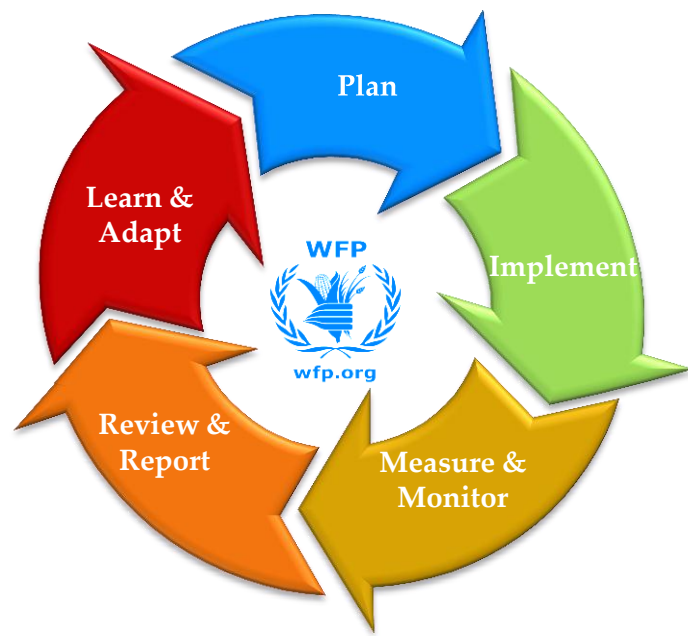 Plan
Implement
Measure &
Monitor
Review &
Report
Learn &
Adapt
WFP
wfp.org